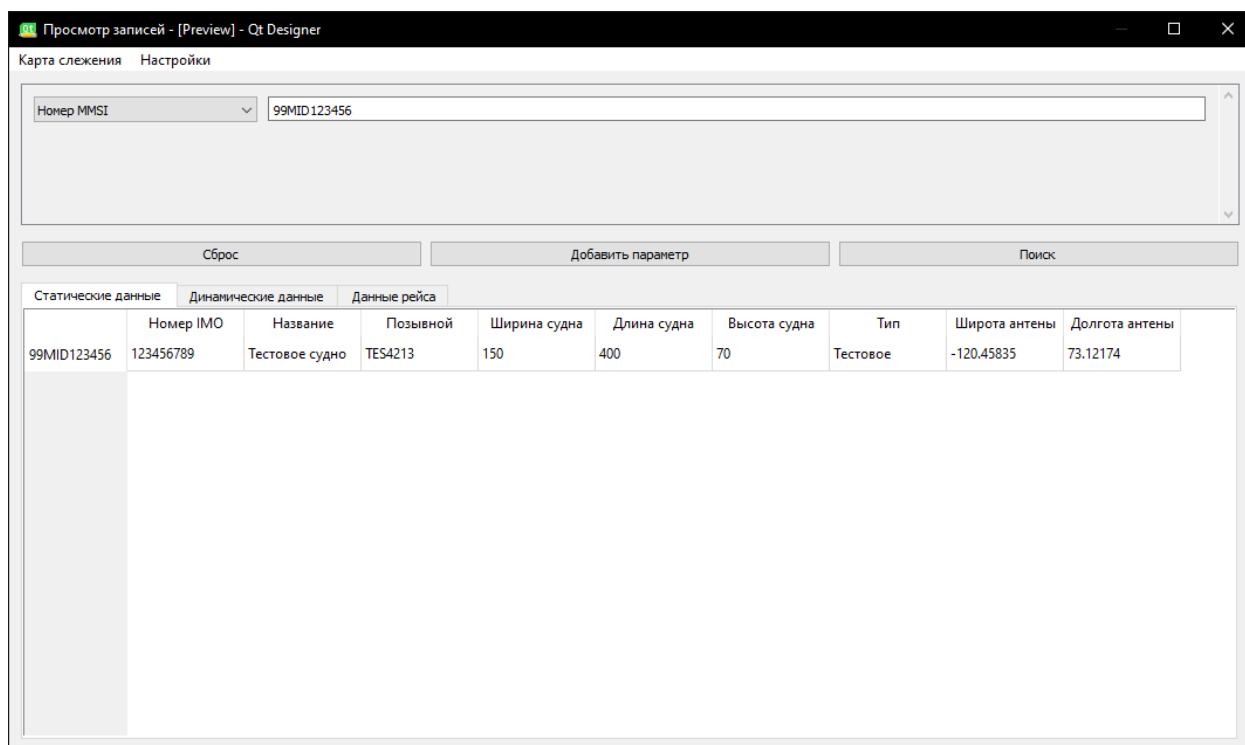 Просмотр записей - [Preview] - Qt Designer
Карта слежения Настройки
Номер MMSI 99MID123456
Сброс Добавить параметр Поиск
Статические данные Динамические данные Данные рейса
Номер IMO Название Позывной Ширина судна Длина судна Высота судна Тип Широта антены Долгота антены
99MID123456 123456789 Тестовое судно TES4213 150 400 70 Тестовое -120.45835 73.12174